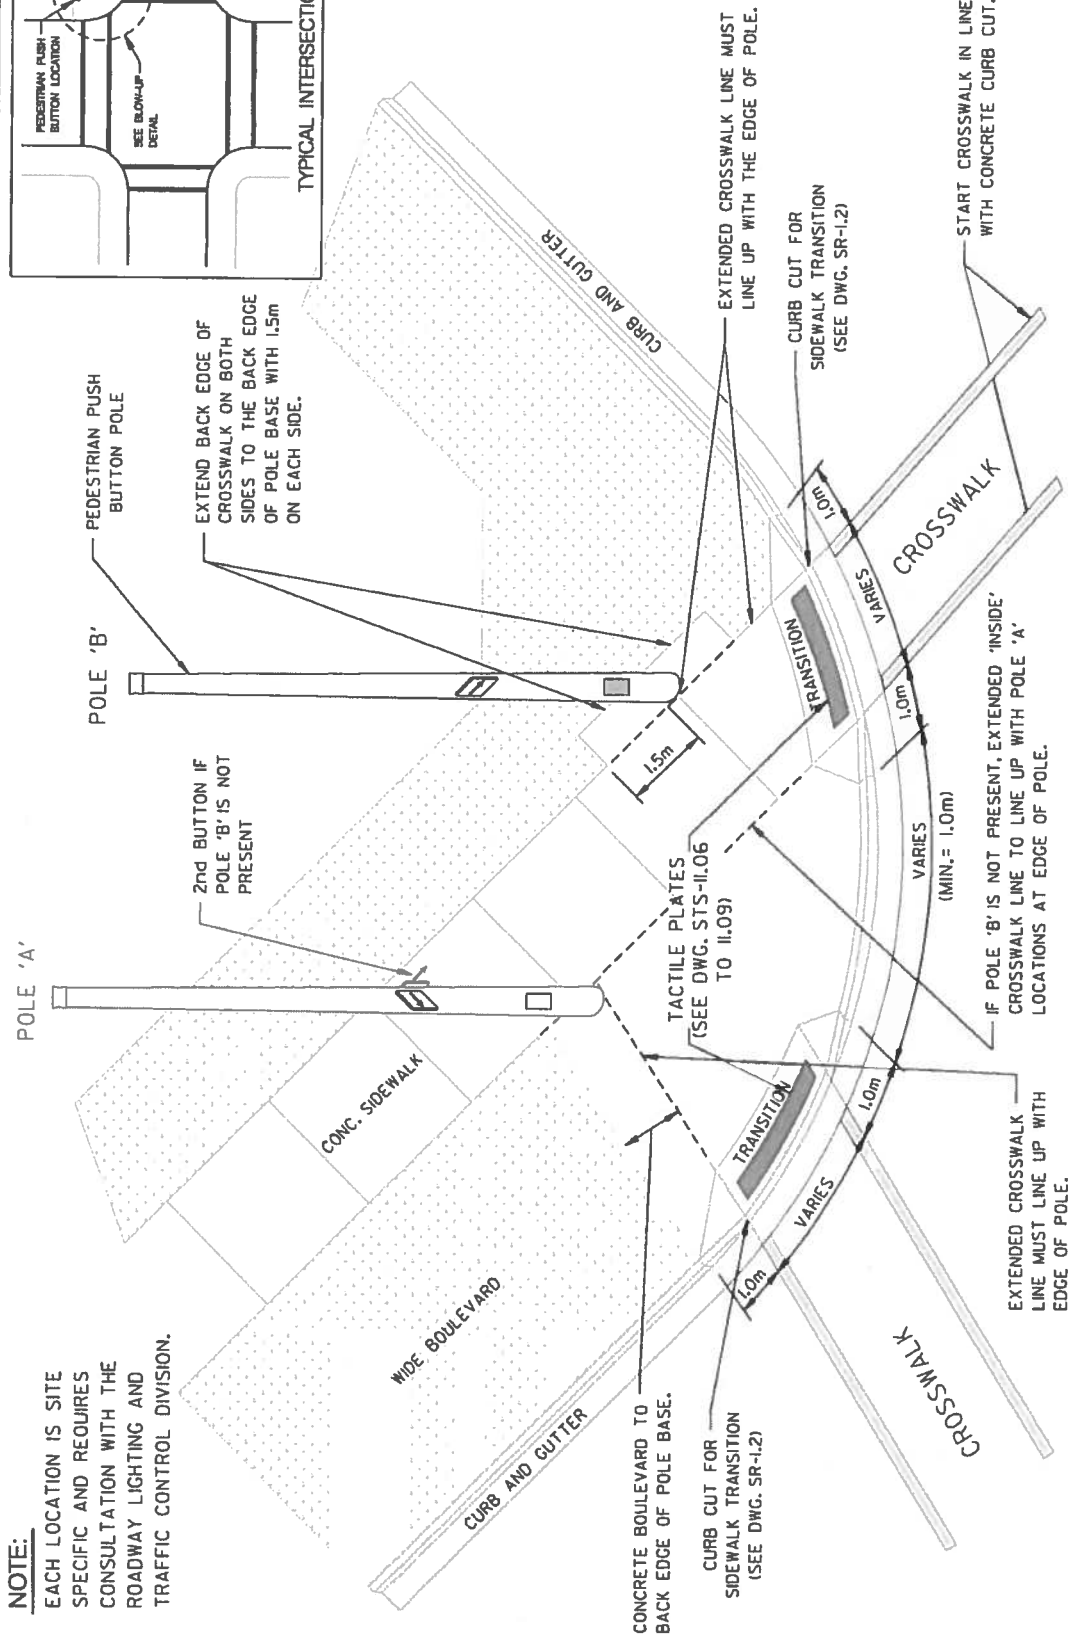 NOTE:
EACH LOCATION IS SITE
SPECIFIC AND REQUIRES
CONSULTATION WITH THE
ROADWAY LIGHTING AND
TRAFFIC CONTROL DIVISION.
POLE 'A'
2nd BUTTON IF
POLE 'B' IS NOT
PRESENT
POLE 'B'
PEDESTRIAN PUSH
BUTTON POLE
EXTEND BACK EDGE OF
CROSSWALK ON BOTH
SIDES TO THE BACK EDGE
OF POLE BASE WITH 1.5m
ON EACH SIDE.
PEDESTRIAN PUSH
BUTTON LOCATION
SEE BLOW-UP
DETAIL
TYPICAL INTERSECTIO
CONC. SIDEWALK
WIDE BOULEVARD
CURB AND GUTTER
CURB AND GUTTER
1.5m
TACTILE PLATES
(SEE DWG. STS-11.06
TO 11.09)
TRANSITION
TRANSITION
EXTENDED CROSSWALK LINE MUST
LINE UP WITH THE EDGE OF POLE.
CURB CUT FOR
SIDEWALK TRANSITION
(SEE DWG. SR-1.2)
START CROSSWALK IN LINE
WITH CONCRETE CURB CUT.
CONCRETE BOULEVARD TO
BACK EDGE OF POLE BASE.
CURB CUT FOR
SIDEWALK TRANSITION
(SEE DWG. SR-1.2)
1.0m
VARIES
1.0m
VARIES
(MIN.= 1.0m)
1.0m
VARIES
1.0m
CROSSWALK
CROSSWALK
EXTENDED CROSSWALK
LINE MUST LINE UP WITH
EDGE OF POLE.
IF POLE 'B' IS NOT PRESENT, EXTENDED 'INSIDE'
CROSSWALK LINE TO LINE UP WITH POLE 'A'
LOCATIONS AT EDGE OF POLE.